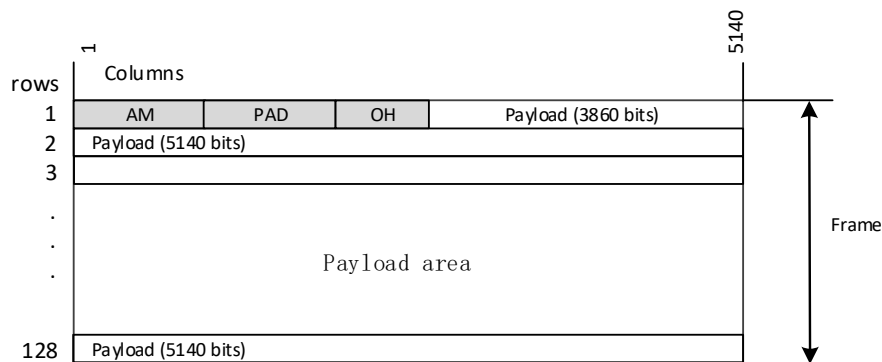 1
5140
rows
Columns
1
AM
PAD
OH
Payload (3860 bits)
2
Payload (5140 bits)
3
.
.
.
Payload area
Frame
128
Payload (5140 bits)